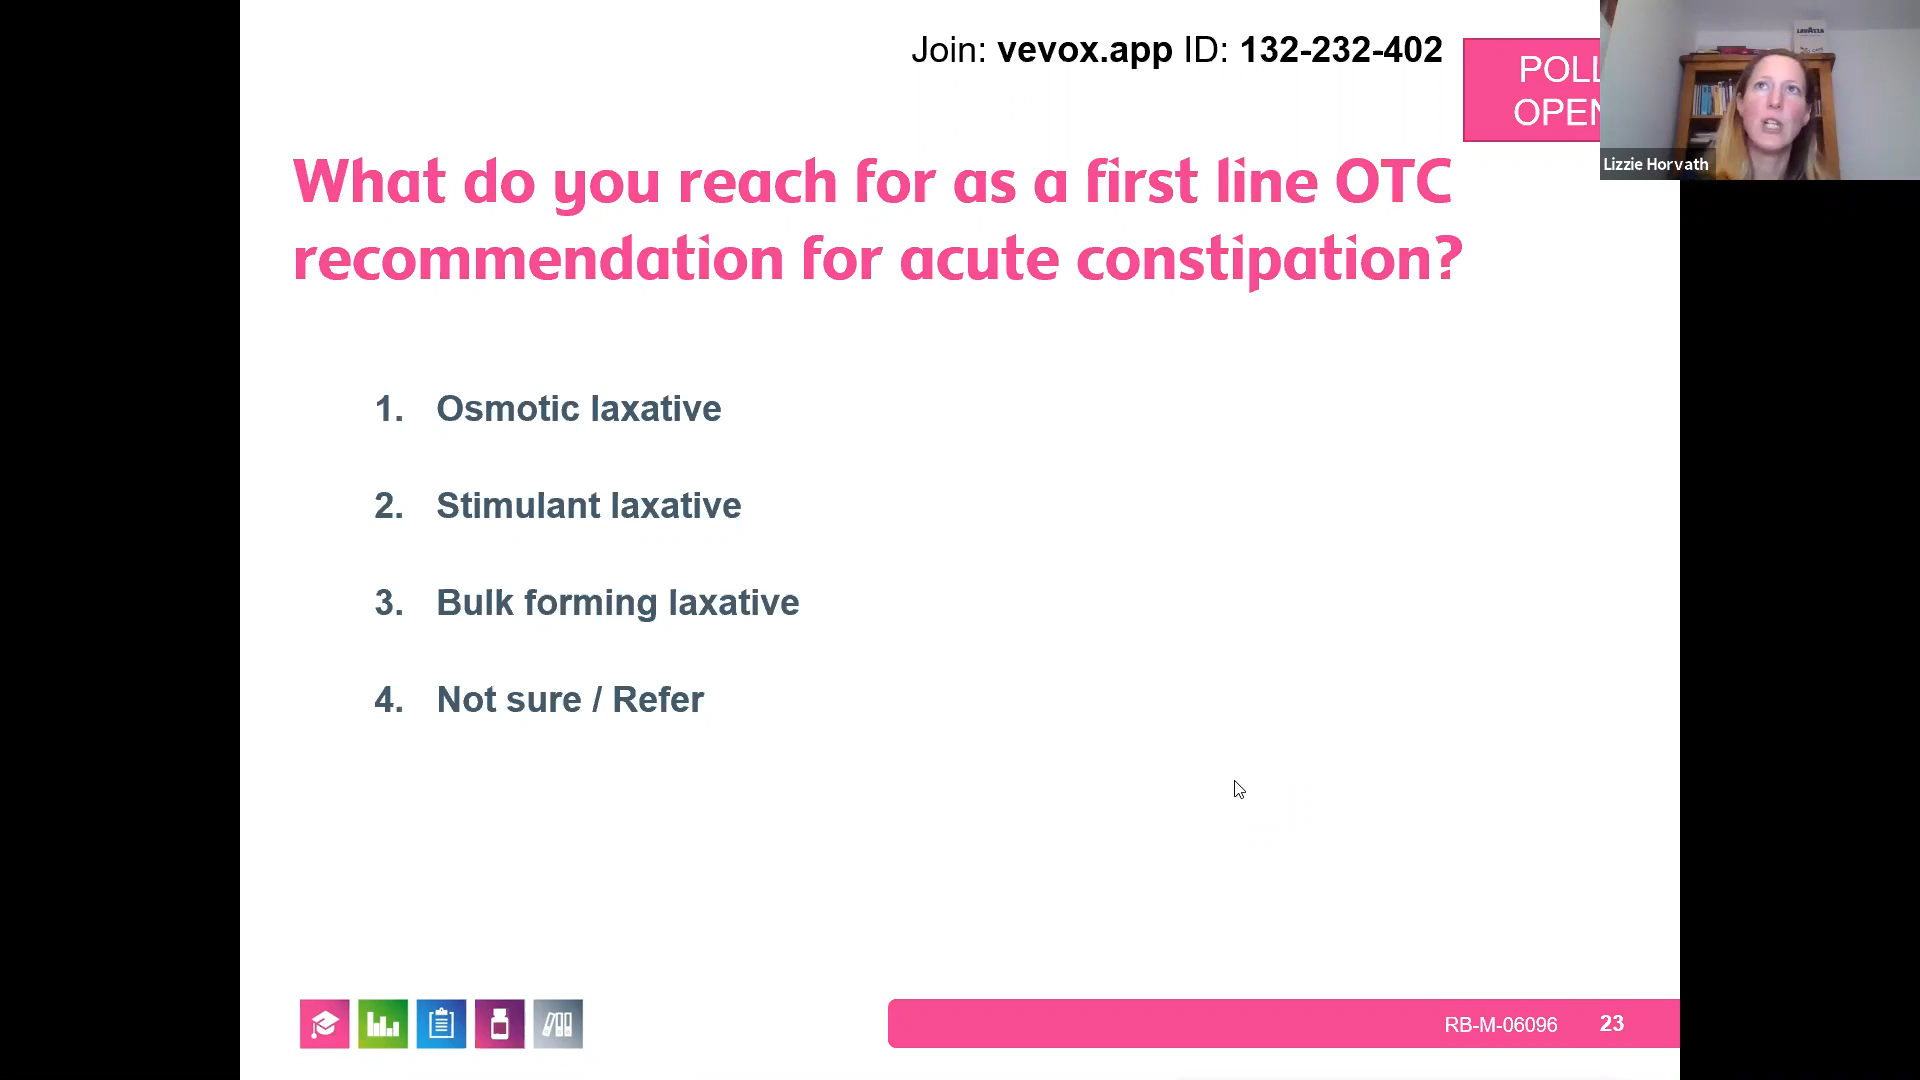 Join: vevox.app ID: 132-232-402
POLL
OPEN
Lizzie Horvath
What do you reach for as a first line OTC
recommendation for acute constipation?
1. Osmotic laxative
2. Stimulant laxative
3. Bulk forming laxative
4. Not sure / Refer
RB-M-06096 23